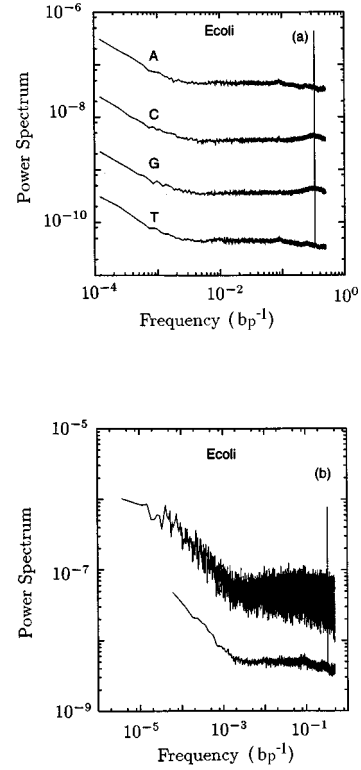 Ecoli
(a)
10^-6
A
10^-8
C
G
10^-10
T
Power Spectrum
10^-4
10^-2
10^0
Frequency (bp^-1)
10^-5
Ecoli
(b)
10^-7
10^-9
Power Spectrum
10^-5
10^-3
10^-1
Frequency (bp^-1)